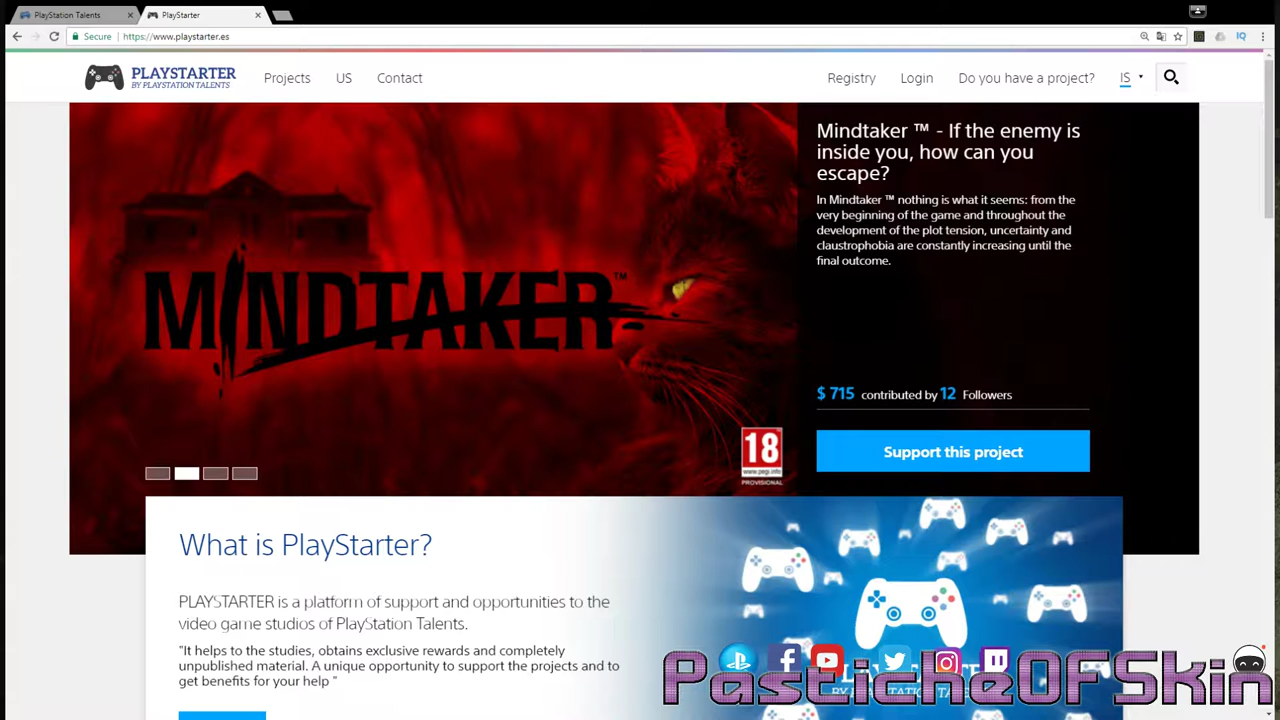 PlayStation Talents
PlayStarter
Secure
https://www.playstarter.es
IQ
PLAYSTARTER
BY PLAYSTATION TALENTS
Projects
US
Contact
Registry
Login
Do you have a project?
IS
MINDTAKER™
18
www.pegi.info
PROVISIONAL
Mindtaker ™ - If the enemy is
inside you, how can you
escape?
In Mindtaker ™ nothing is what it seems: from the
very beginning of the game and throughout the
development of the plot tension, uncertainty and
claustrophobia are constantly increasing until the
final outcome.
$ 715 contributed by 12 Followers
Support this project
What is PlayStarter?
PLAYSTARTER is a platform of support and opportunities to the
video game studios of PlayStation Talents.
"It helps to the studies, obtains exclusive rewards and completely
unpublished material. A unique opportunity to support the projects and to
get benefits for your help "
PasticheOfSkin